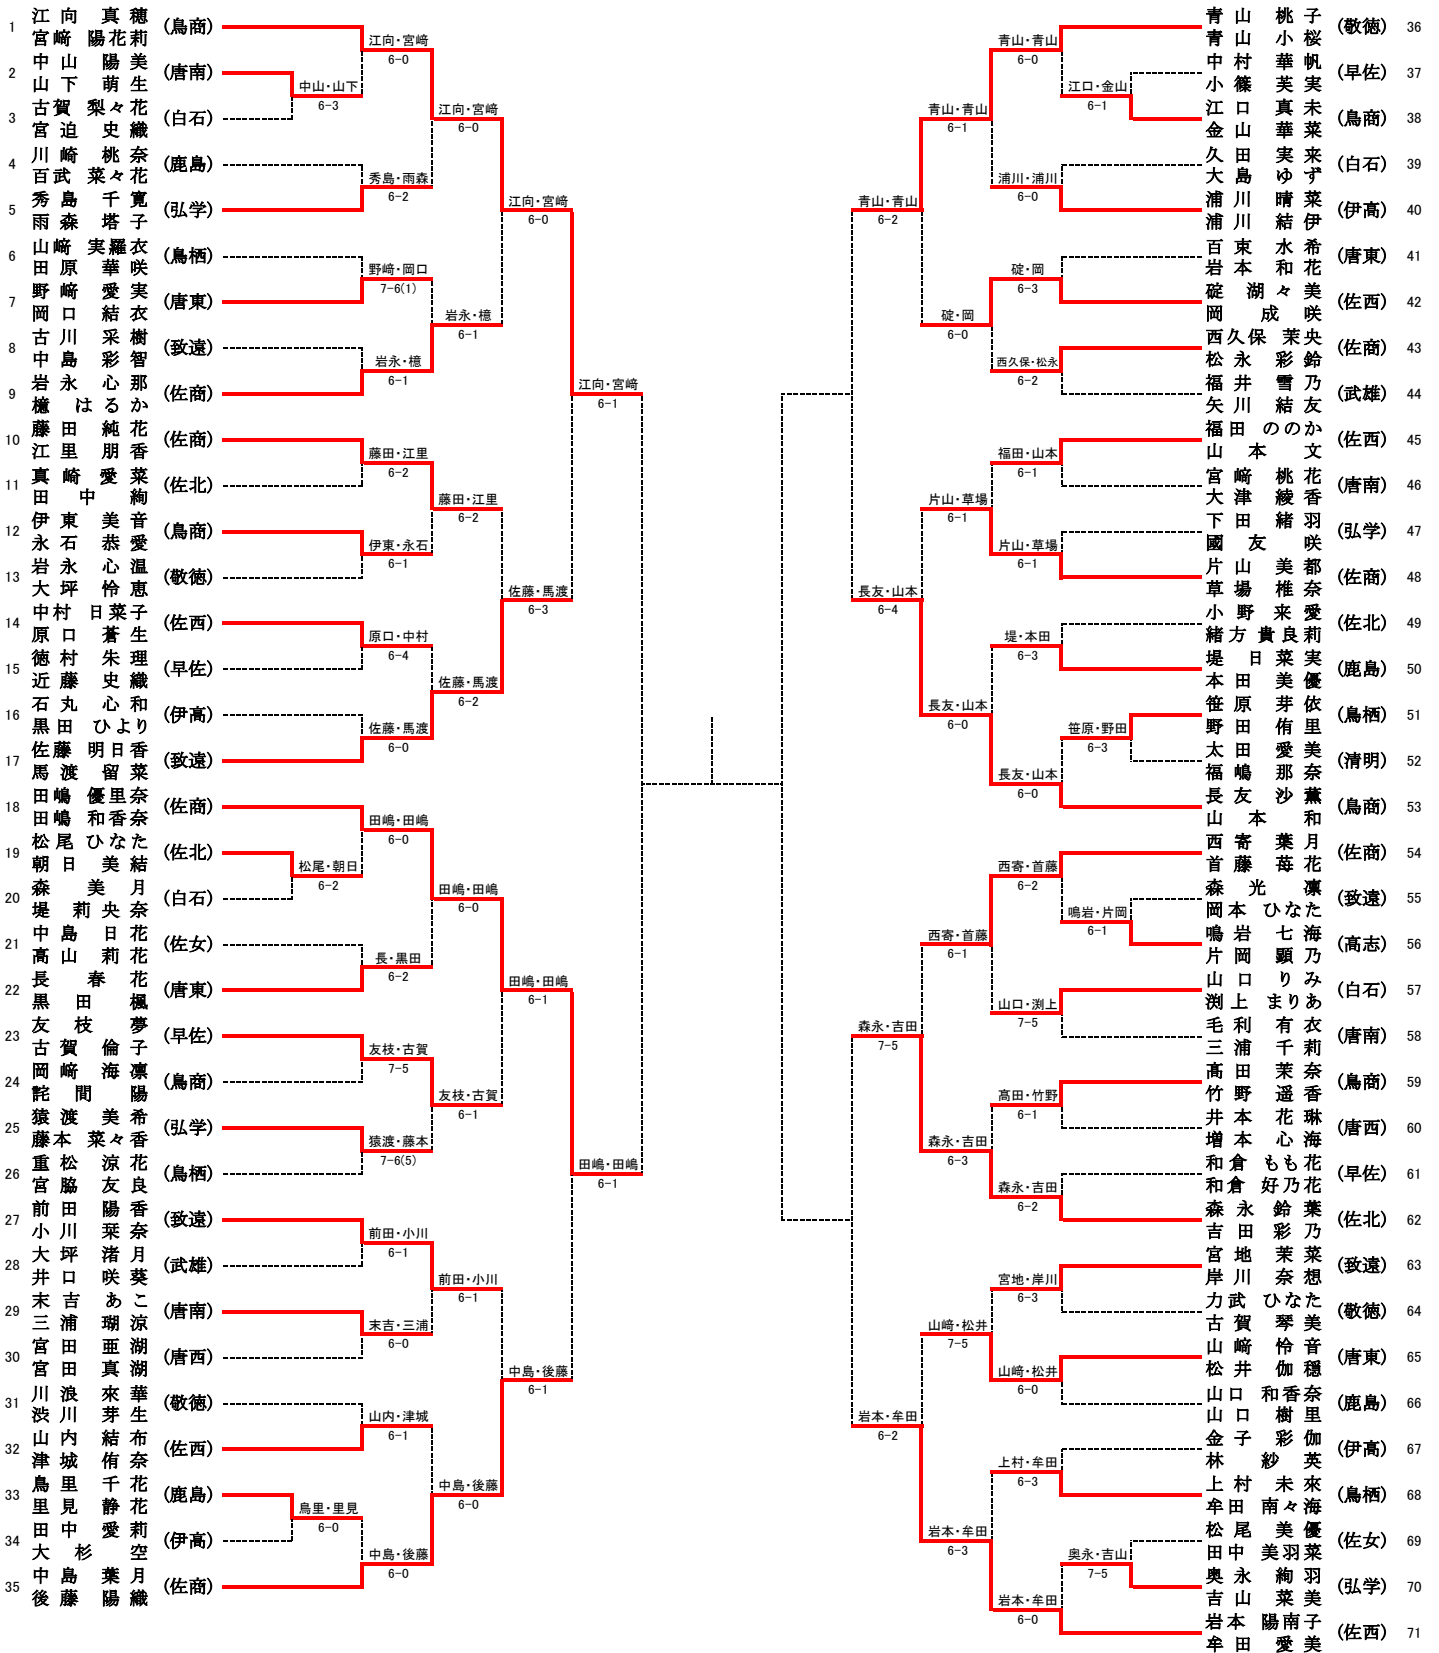 1 江向 真穂 宮﨑 陽花莉 (鳥商)
2 中山 陽美 山下 萌生 (唐南)
3 古賀 梨々花 宮迫 史織 (白石)
4 川崎 桃奈 百武 菜々花 (鹿島)
5 秀島 千寛 雨森 塔子 (弘学)
6 山﨑 実羅衣 田原 華咲 (鳥栖)
7 野﨑 愛実 岡口 結衣 (唐東)
8 古川 采樹 中島 彩智 (致遠)
9 岩永 心那 檍 はるか (佐商)
10 藤田 純花 江里 朋香 (佐商)
11 真崎 愛菜 田中 絢 (佐北)
12 伊東 美音 永石 恭愛 (鳥商)
13 岩永 心温 大坪 怜恵 (敬徳)
14 中村 日菜子 原口 蒼生 (佐西)
15 徳村 朱理 近藤 史織 (早佐)
16 石丸 心和 黒田 ひより (伊高)
17 佐藤 明日香 馬渡 留菜 (致遠)
18 田嶋 優里奈 田嶋 和香奈 (佐商)
19 松尾 ひなた 朝日 美結 (佐北)
20 森 美月 堤 莉央奈 (白石)
21 中島 日花 高山 莉花 (佐女)
22 長 春花 黒田 楓 (唐東)
23 友枝 夢 古賀 倫子 (早佐)
24 岡﨑 海凛 詫間 陽 (鳥商)
25 猿渡 美希 藤本 菜々香 (弘学)
26 重松 涼花 宮脇 友良 (鳥栖)
27 前田 陽香 小川 栞奈 (致遠)
28 大坪 渚月 井口 咲葵 (武雄)
29 末吉 あこ 三浦 瑚涼 (唐南)
30 宮田 亜湖 宮田 真湖 (唐西)
31 川浪 來華 渋川 芽生 (敬徳)
32 山内 結布 津城 侑奈 (佐西)
33 鳥里 千花 里見 静花 (鹿島)
34 田中 愛莉 大杉 空 (伊高)
35 中島 葉月 後藤 陽織 (佐商)
中山・山下 6-3
松尾・朝日 6-2
鳥里・里見 6-0
江向・宮﨑 6-0
秀島・雨森 6-2
野﨑・岡口 7-6(1)
岩永・檍 6-1
藤田・江里 6-2
伊東・永石 6-1
原口・中村 6-4
佐藤・馬渡 6-0
田嶋・田嶋 6-0
長・黒田 6-2
友枝・古賀 7-5
猿渡・藤本 7-6(5)
前田・小川 6-1
末吉・三浦 6-0
山内・津城 6-1
中島・後藤 6-0
江向・宮﨑 6-0
岩永・檍 6-1
藤田・江里 6-2
佐藤・馬渡 6-2
田嶋・田嶋 6-0
友枝・古賀 6-1
前田・小川 6-1
中島・後藤 6-0
江向・宮﨑 6-0
佐藤・馬渡 6-3
田嶋・田嶋 6-1
中島・後藤 6-1
江向・宮﨑 6-1
田嶋・田嶋 6-1
青山・青山 6-2
長友・山本 6-4
森永・吉田 7-5
岩本・牟田 6-2
青山・青山 6-1
碇・岡 6-0
片山・草場 6-1
長友・山本 6-0
西寄・首藤 6-1
森永・吉田 6-3
山﨑・松井 7-5
岩本・牟田 6-3
青山・青山 6-0
浦川・浦川 6-0
碇・岡 6-3
西久保・松永 6-2
福田・山本 6-1
片山・草場 6-1
堤・本田 6-3
長友・山本 6-0
西寄・首藤 6-2
山口・渕上 7-5
髙田・竹野 6-1
森永・吉田 6-2
宮地・岸川 6-3
山﨑・松井 6-0
上村・牟田 6-3
岩本・牟田 6-0
江口・金山 6-1
笹原・野田 6-3
鳴岩・片岡 6-1
奥永・吉山 7-5
青山 桃子 青山 小桜 (敬徳) 36
中村 華帆 小篠 芙実 (早佐) 37
江口 真未 金山 華菜 (鳥商) 38
久田 実来 大島 ゆず (白石) 39
浦川 晴菜 浦川 結伊 (伊高) 40
百東 水希 岩本 和花 (唐東) 41
碇 湖々美 岡 成咲 (佐西) 42
西久保 茉央 松永 彩鈴 (佐商) 43
福井 雪乃 矢川 結友 (武雄) 44
福田 ののか 山本 文 (佐西) 45
宮﨑 桃花 大津 綾香 (唐南) 46
下田 緒羽 國友 咲 (弘学) 47
片山 美都 草場 椎奈 (佐商) 48
小野 来愛 緒方 貴良莉 (佐北) 49
堤 日菜実 本田 美優 (鹿島) 50
笹原 芽依 野田 侑里 (鳥栖) 51
太田 愛美 福嶋 那奈 (清明) 52
長友 沙薫 山本 和 (鳥商) 53
西寄 葉月 首藤 苺花 (佐商) 54
森 光凛 岡本 ひなた (致遠) 55
鳴岩 七海 片岡 顕乃 (高志) 56
山口 りみ 渕上 まりあ (白石) 57
毛利 有衣 三浦 千莉 (唐南) 58
髙田 茉奈 竹野 遥香 (鳥商) 59
井本 花琳 増本 心海 (唐西) 60
和倉 もも花 和倉 好乃花 (早佐) 61
森永 鈴葉 吉田 彩乃 (佐北) 62
宮地 茉菜 岸川 奈想 (致遠) 63
力武 ひなた 古賀 琴美 (敬徳) 64
山﨑 怜音 松井 伽穏 (唐東) 65
山口 和香奈 山口 樹里 (鹿島) 66
金子 彩伽 林 紗英 (伊高) 67
上村 未來 牟田 南々海 (鳥栖) 68
松尾 美優 田中 美羽菜 (佐女) 69
奥永 絢羽 吉山 菜美 (弘学) 70
岩本 陽南子 牟田 愛美 (佐西) 71